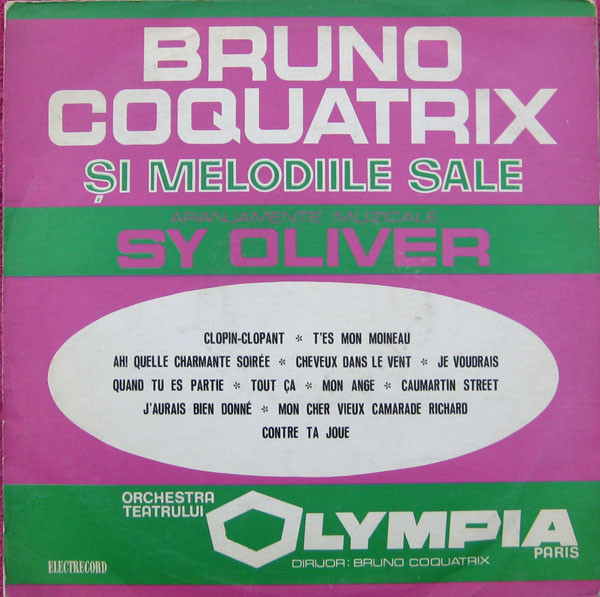 BRUNO
COQUATRIX
ȘI MELODIILE SALE
ARANJAMENTE MUZICALE
SY OLIVER
CLOPIN-CLOPANT * T'ES MON MOINEAU
AH! QUELLE CHARMANTE SOIRÉE * CHEVEUX DANS LE VENT * JE VOUDRAIS
QUAND TU ES PARTIE * TOUT ÇA * MON ANGE * CAUMARTIN STREET
J'AURAIS BIEN DONNÉ * MON CHER VIEUX CAMARADE RICHARD
CONTRE TA JOUE
ORCHESTRA
TEATRULUI
OLYMPIA
PARIS
DIRIJOR: BRUNO COQUATRIX
ELECTRECORD